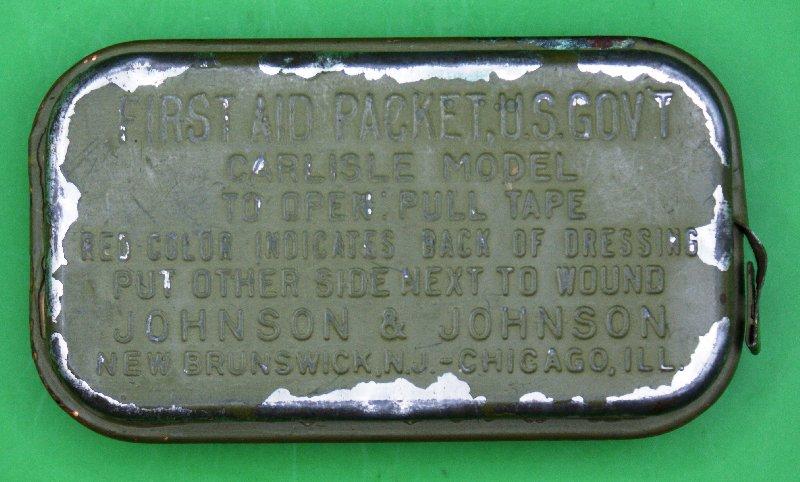 FIRST AID PACKET, U.S. GOV'T
CARLISLE MODEL
TO OPEN: PULL TAPE
RED COLOR INDICATES BACK OF DRESSING
PUT OTHER SIDE NEXT TO WOUND
JOHNSON & JOHNSON
NEW BRUNSWICK, N.J. - CHICAGO, ILL.